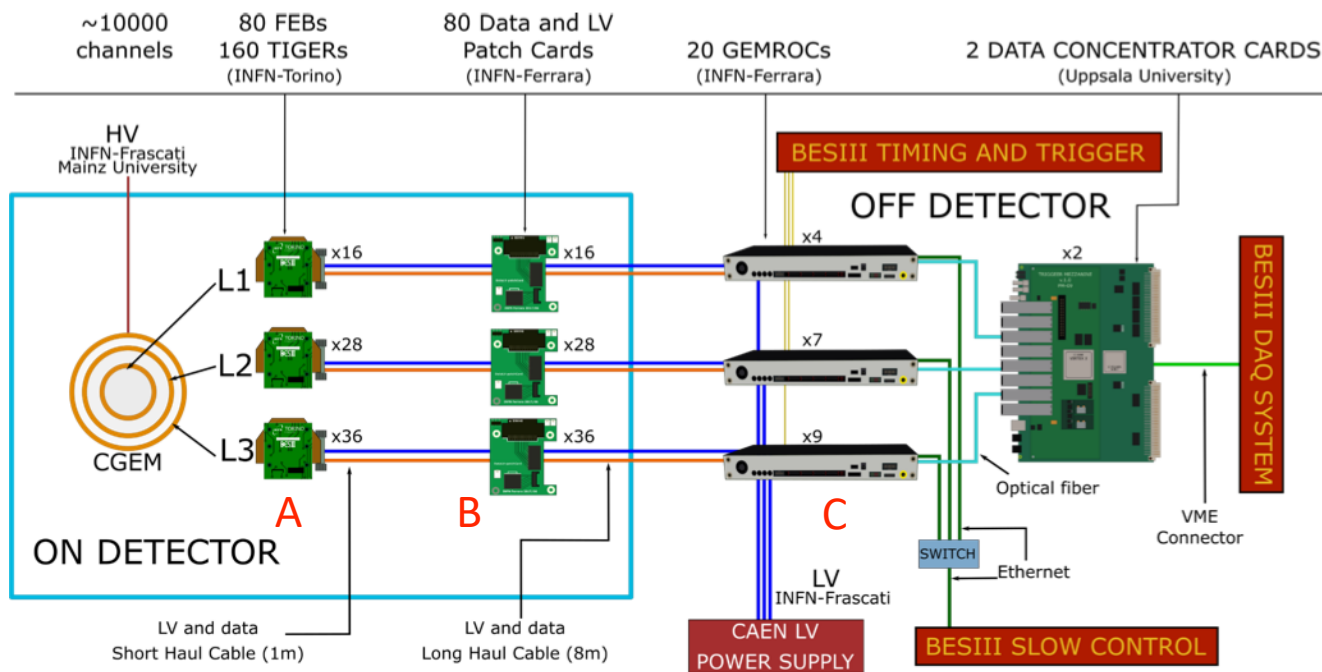 ~10000
channels
80 FEBs
160 TIGERs
(INFN-Torino)
80 Data and LV
Patch Cards
(INFN-Ferrara)
20 GEMROCs
(INFN-Ferrara)
2 DATA CONCENTRATOR CARDS
(Uppsala University)
HV
INFN-Frascati
Mainz University
BESIII TIMING AND TRIGGER
OFF DETECTOR
x16
x16
x4
x2
L1
L2
L3
x28
x28
x7
x36
x36
x9
CGEM
A
B
C
ON DETECTOR
BESIII DAQ SYSTEM
Optical fiber
VME
Connector
SWITCH
Ethernet
LV
INFN-Frascati
LV and data
Short Haul Cable (1m)
LV and data
Long Haul Cable (8m)
CAEN LV
POWER SUPPLY
BESIII SLOW CONTROL